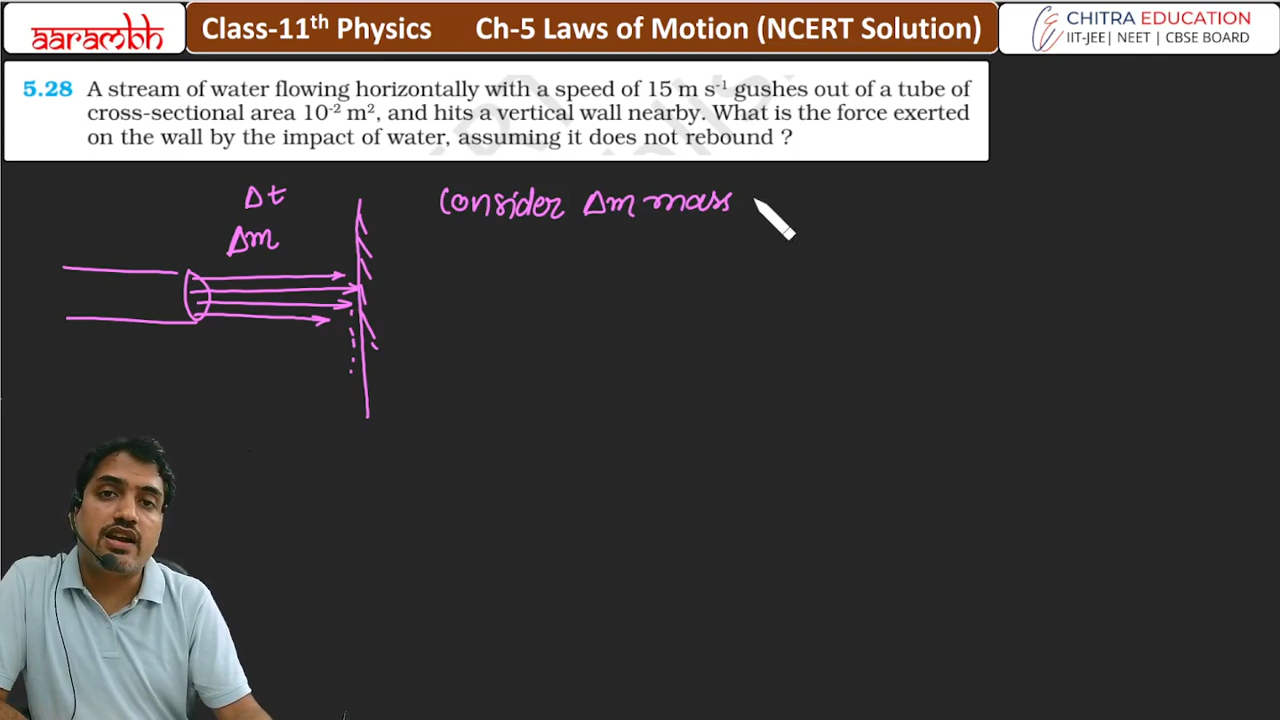 aarambh
Class-11th Physics Ch-5 Laws of Motion (NCERT Solution)
CHITRA EDUCATION
IIT-JEE| NEET | CBSE BOARD
5.28 A stream of water flowing horizontally with a speed of 15 m s⁻¹ gushes out of a tube of
cross-sectional area 10⁻² m², and hits a vertical wall nearby. What is the force exerted
on the wall by the impact of water, assuming it does not rebound ?
Δt
Δm
Consider Δm mass